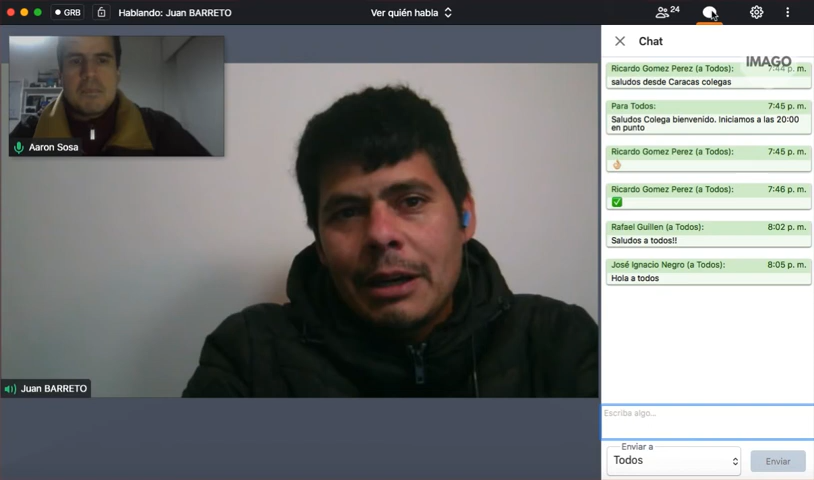 GRB
Hablando: Juan BARRETO
Ver quién habla
24
Aaron Sosa
Juan BARRETO
Chat
IMAGO
Ricardo Gomez Perez (a Todos): 7:44 p. m.
saludos desde Caracas colegas
Para Todos: 7:45 p. m.
Saludos Colega bienvenido. Iniciamos a las 20:00
en punto
Ricardo Gomez Perez (a Todos): 7:45 p. m.
Ricardo Gomez Perez (a Todos): 7:46 p. m.
Rafael Guillen (a Todos): 8:02 p. m.
Saludos a todos!!
José Ignacio Negro (a Todos): 8:05 p. m.
Hola a todos
Escriba algo...
Enviar a
Todos
Enviar